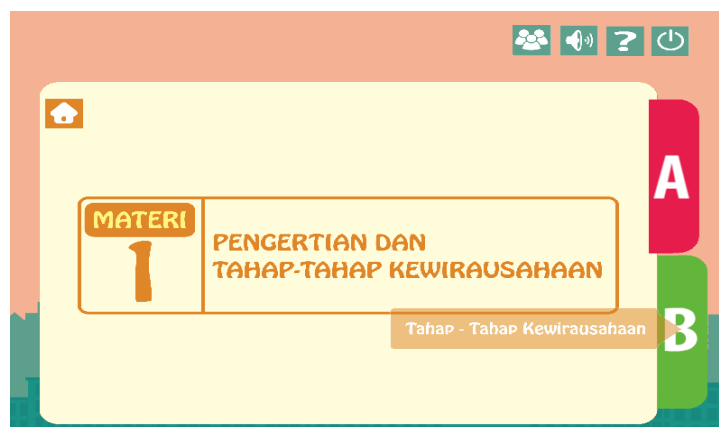 ?
A
MATERI
1
PENGERTIAN DAN
TAHAP-TAHAP KEWIRAUSAHAAN
Tahap - Tahap Kewirausahaan
B